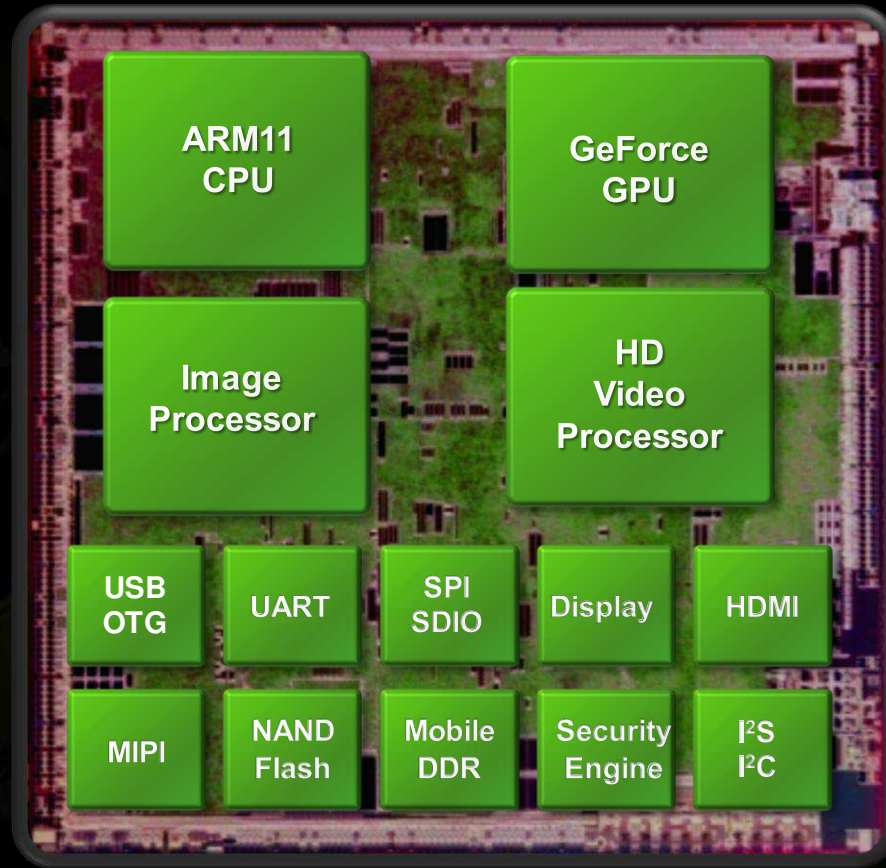 ARM11
CPU
GeForce
GPU
Image
Processor
HD
Video
Processor
USB
OTG
UART
SPI
SDIO
Display
HDMI
MIPI
NAND
Flash
Mobile
DDR
Security
Engine
I²S
I²C